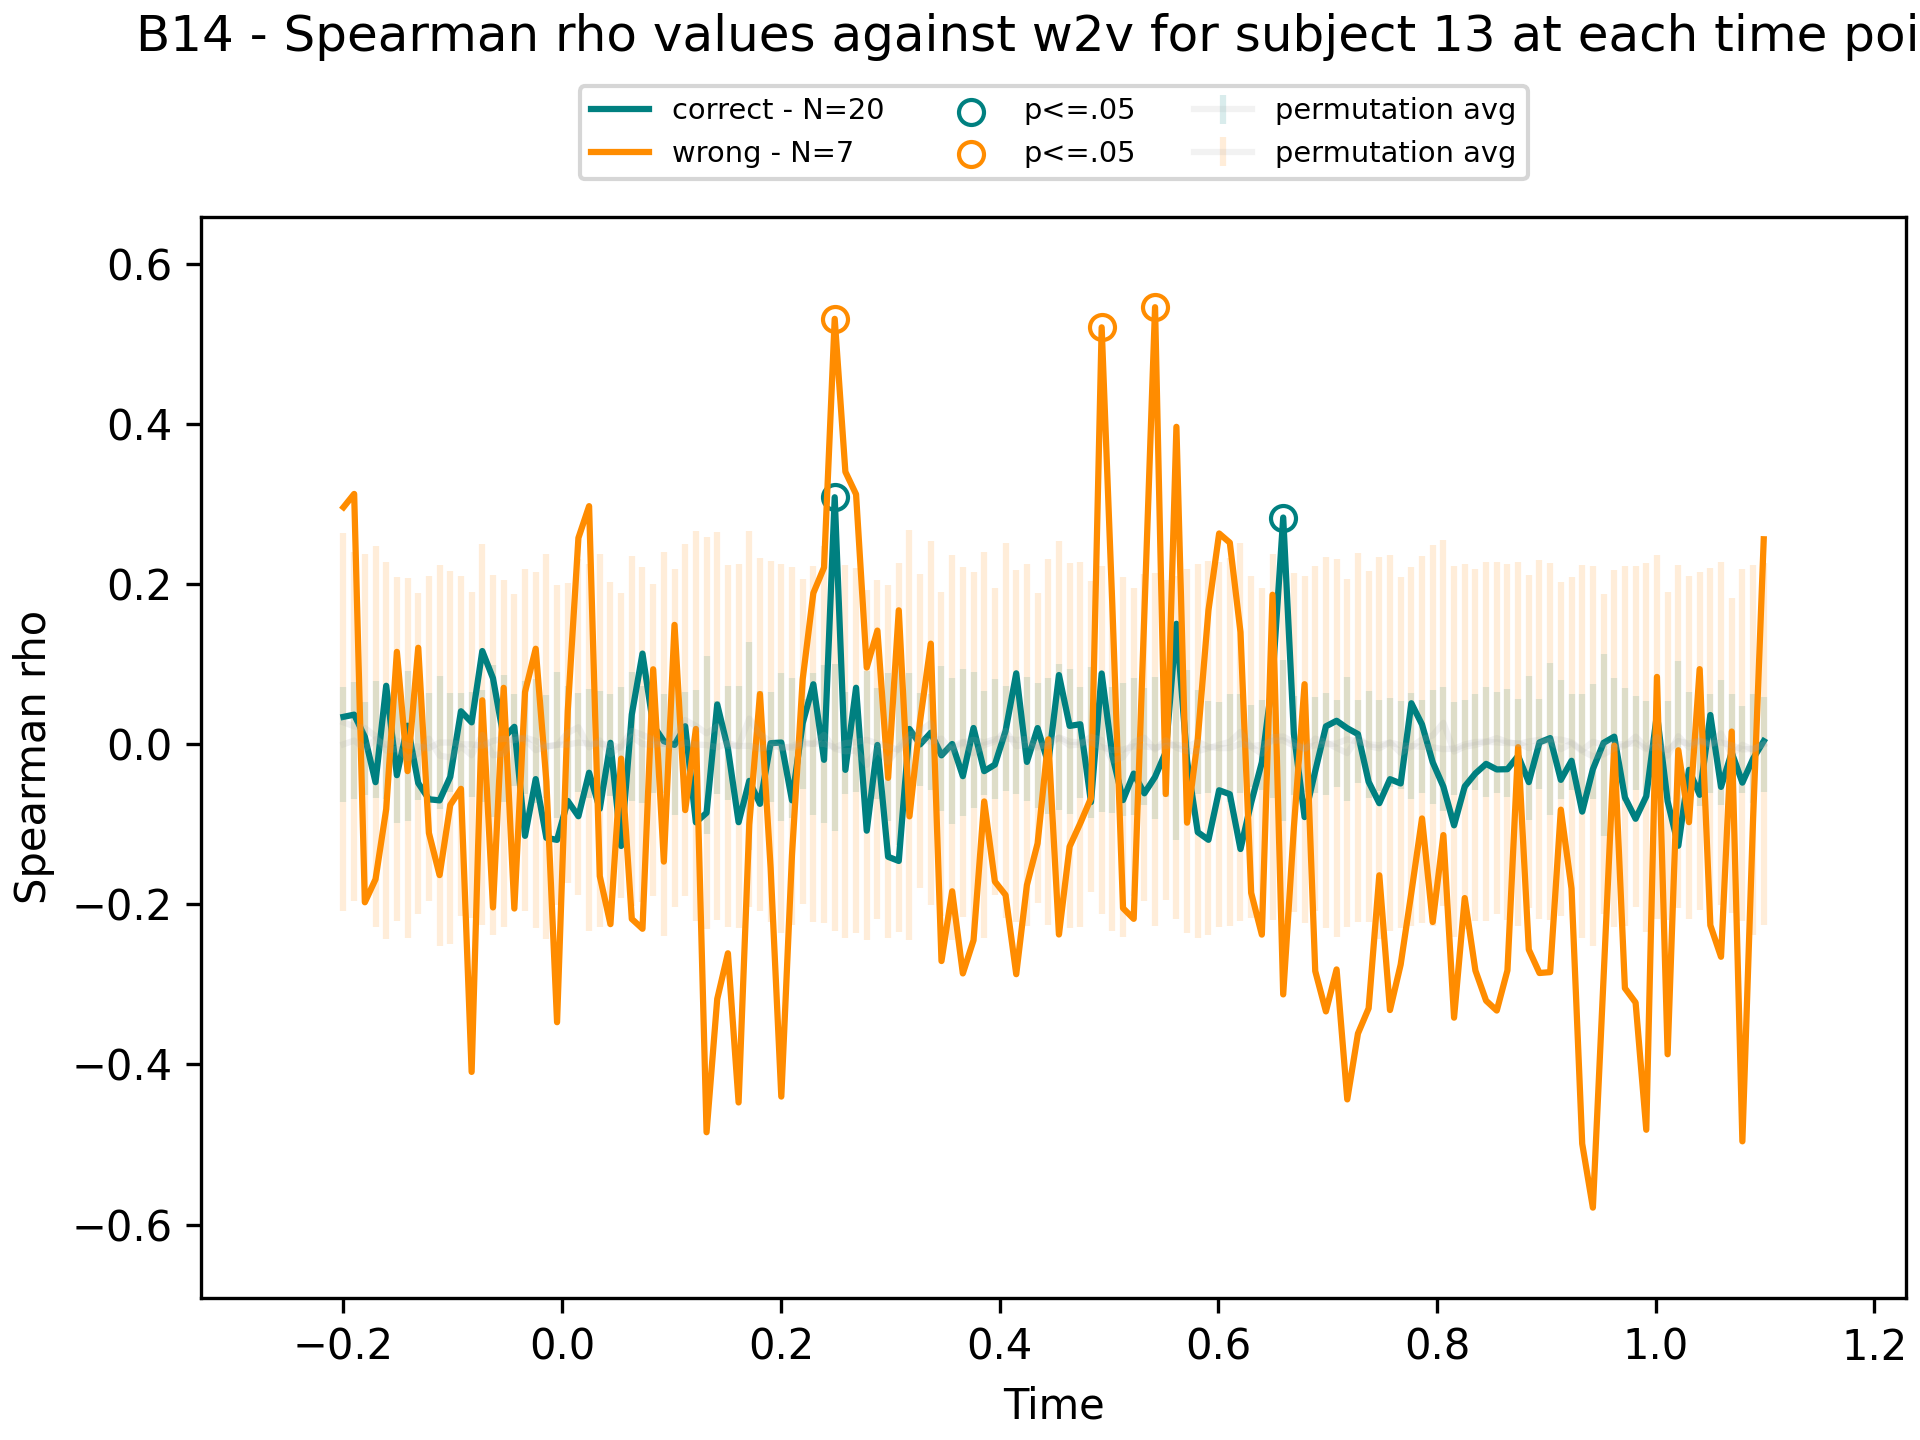 B14 - Spearman rho values against w2v for subject 13 at each time poi
correct - N=20
wrong - N=7
p<=.05
p<=.05
permutation avg
permutation avg
Spearman rho
0.6
0.4
0.2
0.0
−0.2
−0.4
−0.6
−0.2 0.0 0.2 0.4 0.6 0.8 1.0 1.2
Time